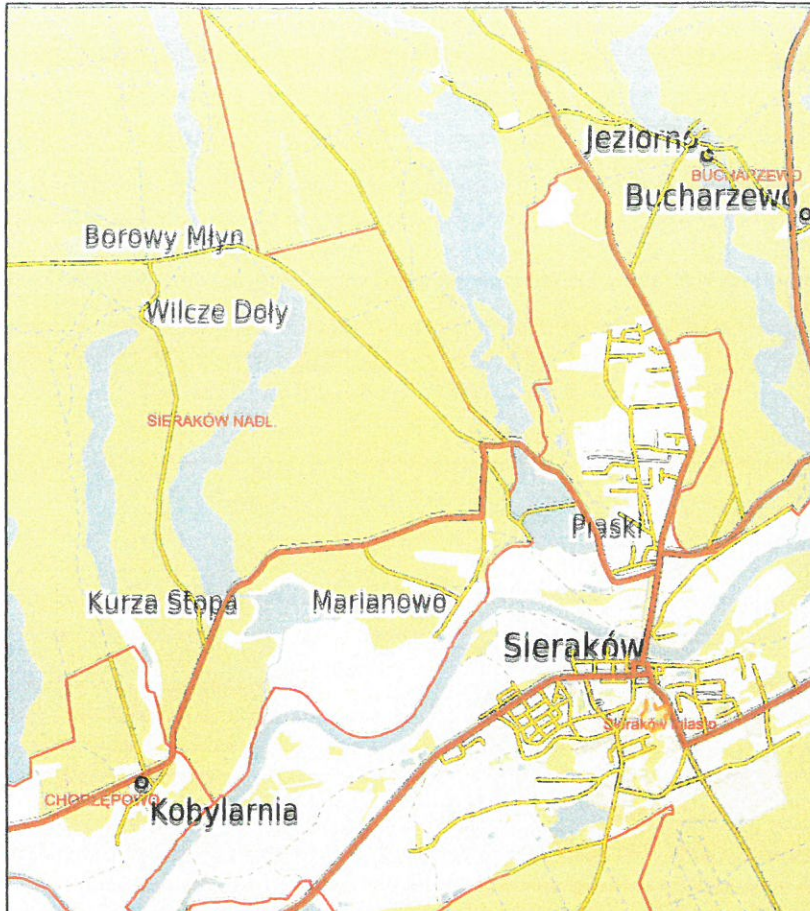 Jeziorno
BUCHARZEWO
Bucharzewo
Borowy Młyn
Wilcze Doły
SIERAKÓW NADL.
Piaski
Kurza Stopa
Marianowo
Sieraków
Sieraków miasto
CHORZĘPOWO
Kobylarnia